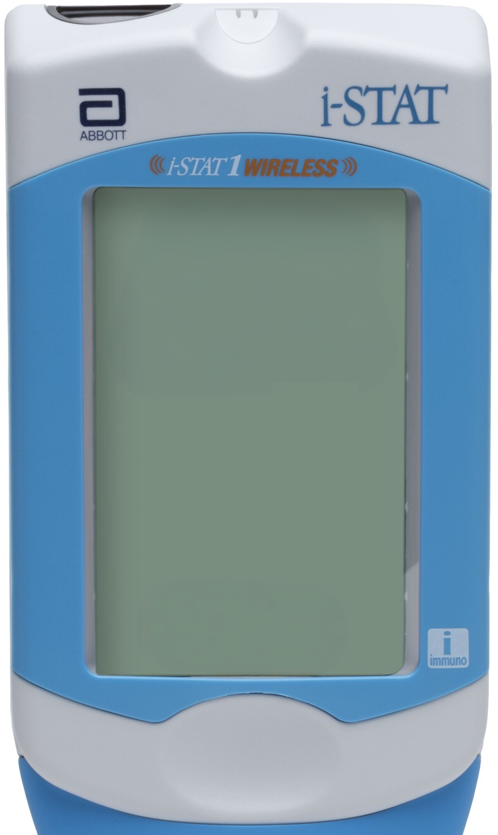 i-STAT
ABBOTT
i-STAT 1 WIRELESS
i
immuno